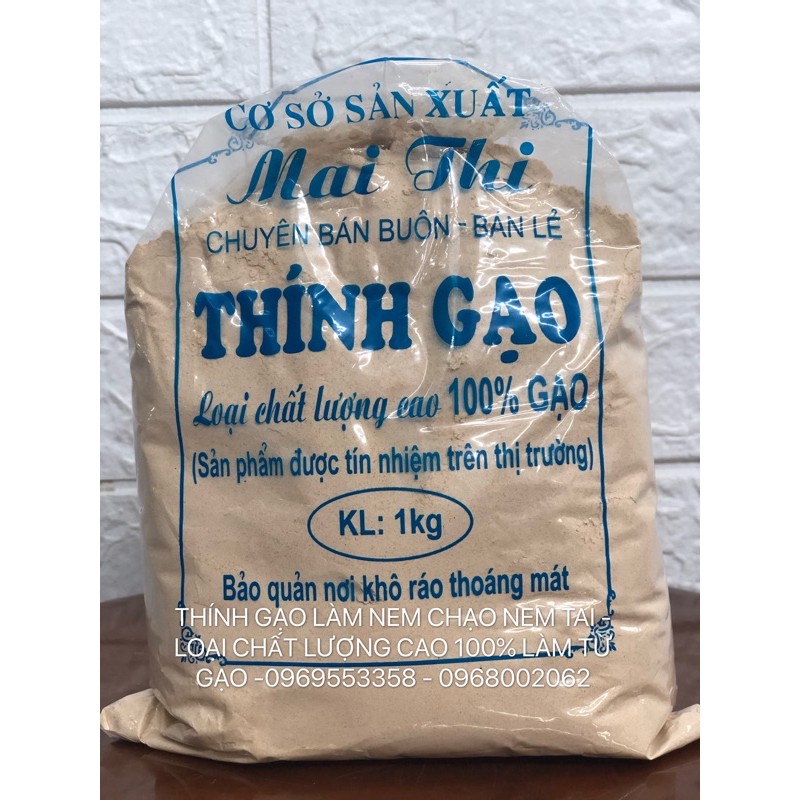 CƠ SỞ SẢN XUẤT
Mai Thi
CHUYÊN BÁN BUÔN - BÁN LẺ
THÍNH GẠO
Loại chất lượng cao 100% GẠO
(Sản phẩm được tín nhiệm trên thị trường)
KL: 1kg
Bảo quản nơi khô ráo thoáng mát
THÍNH GẠO LÀM NEM CHẠO NEM TAI -
LOẠI CHẤT LƯỢNG CAO 100% LÀM TỪ
GẠO -0969553358 - 0968002062